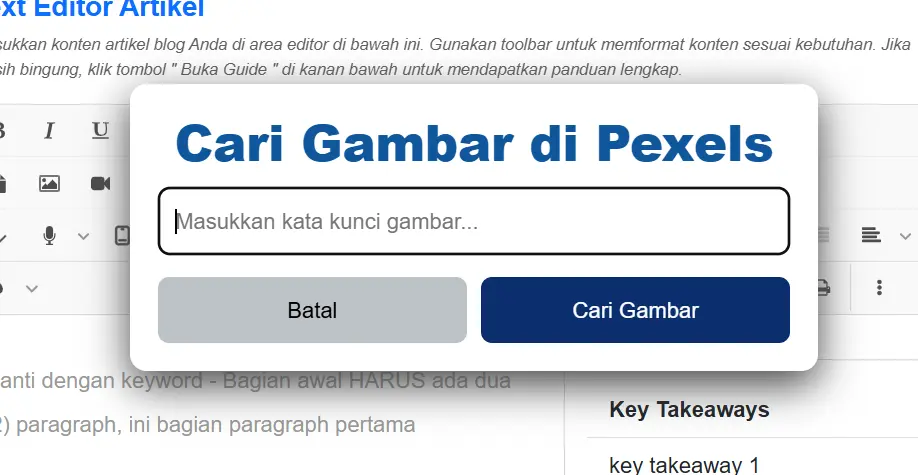 xt Editor Artikel
sukkan konten artikel blog Anda di area editor di bawah ini. Gunakan toolbar untuk memformat konten sesuai kebutuhan. Jika
sih bingung, klik tombol " Buka Guide " di kanan bawah untuk mendapatkan panduan lengkap.
B I U
Cari Gambar di Pexels
Masukkan kata kunci gambar...
Batal Cari Gambar
anti dengan keyword - Bagian awal HARUS ada dua
2) paragraph, ini bagian paragraph pertama
Key Takeaways
key takeaway 1